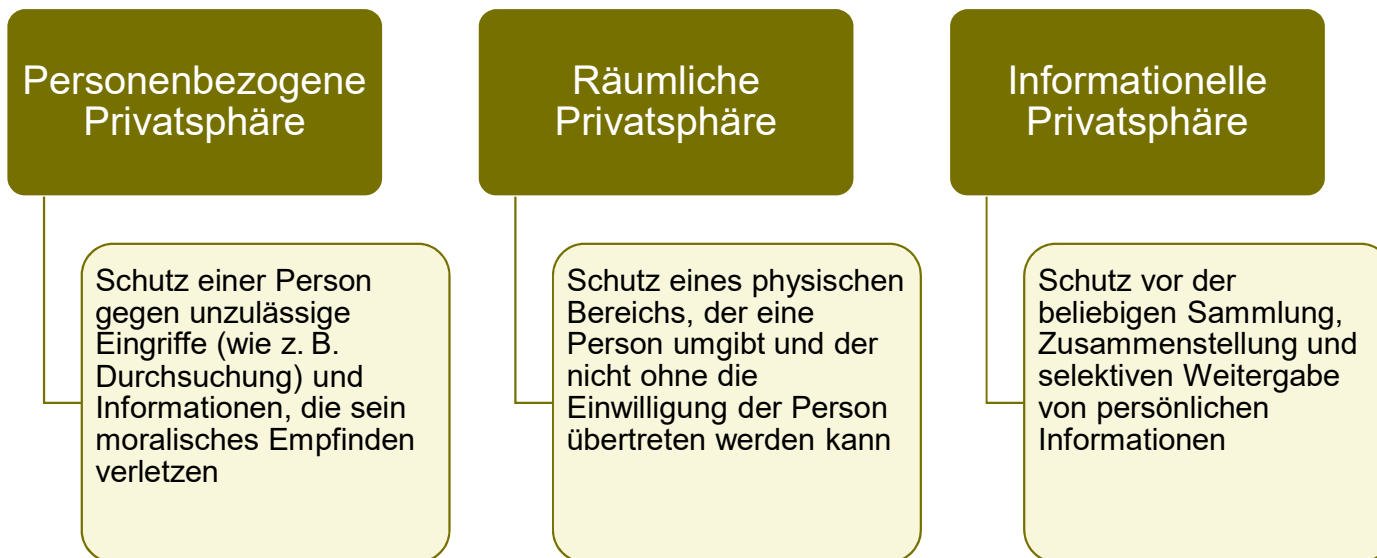 Personenbezogene
Privatsphäre
Schutz einer Person
gegen unzulässige
Eingriffe (wie z. B.
Durchsuchung) und
Informationen, die sein
moralisches Empfinden
verletzen
Räumliche
Privatsphäre
Schutz eines physischen
Bereichs, der eine
Person umgibt und der
nicht ohne die
Einwilligung der Person
übertreten werden kann
Informationelle
Privatsphäre
Schutz vor der
beliebigen Sammlung,
Zusammenstellung und
selektiven Weitergabe
von persönlichen
Informationen